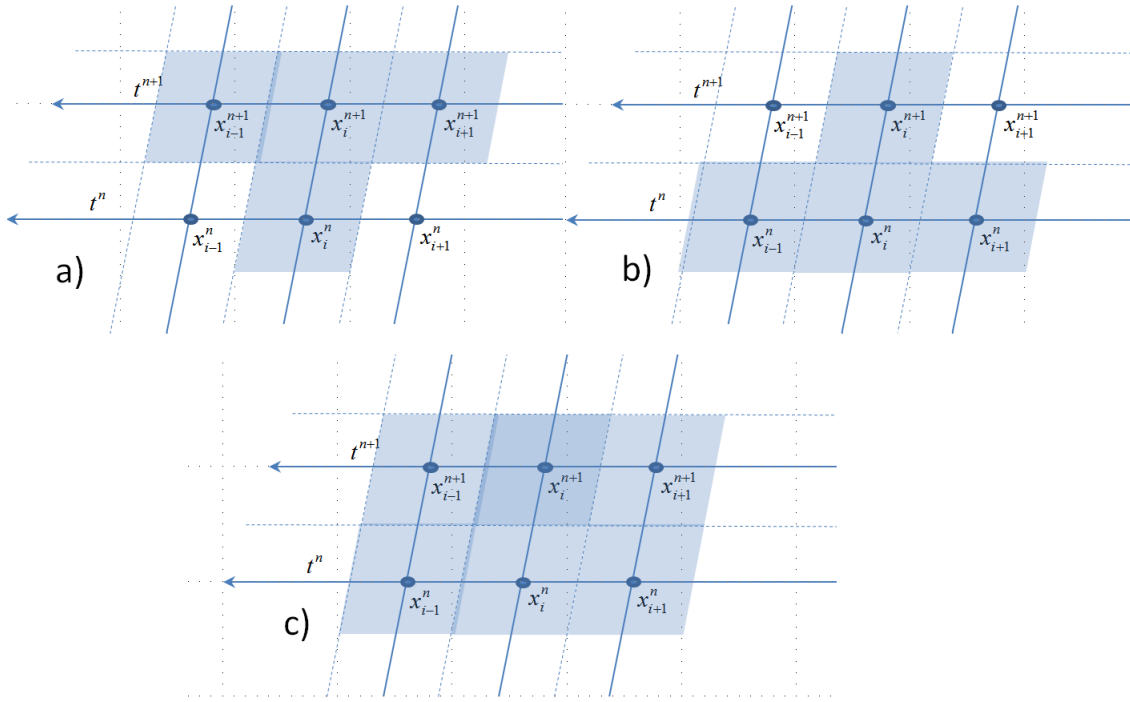 t^{n+1}
x_{i-1}^{n+1} x_i^{n+1} x_{i+1}^{n+1}
t^n
x_{i-1}^n x_i^n x_{i+1}^n
a)
t^{n+1}
x_{i-1}^{n+1} x_i^{n+1} x_{i+1}^{n+1}
t^n
x_{i-1}^n x_i^n x_{i+1}^n
b)
t^{n+1}
x_{i-1}^{n+1} x_i^{n+1} x_{i+1}^{n+1}
t^n
x_{i-1}^n x_i^n x_{i+1}^n
c)